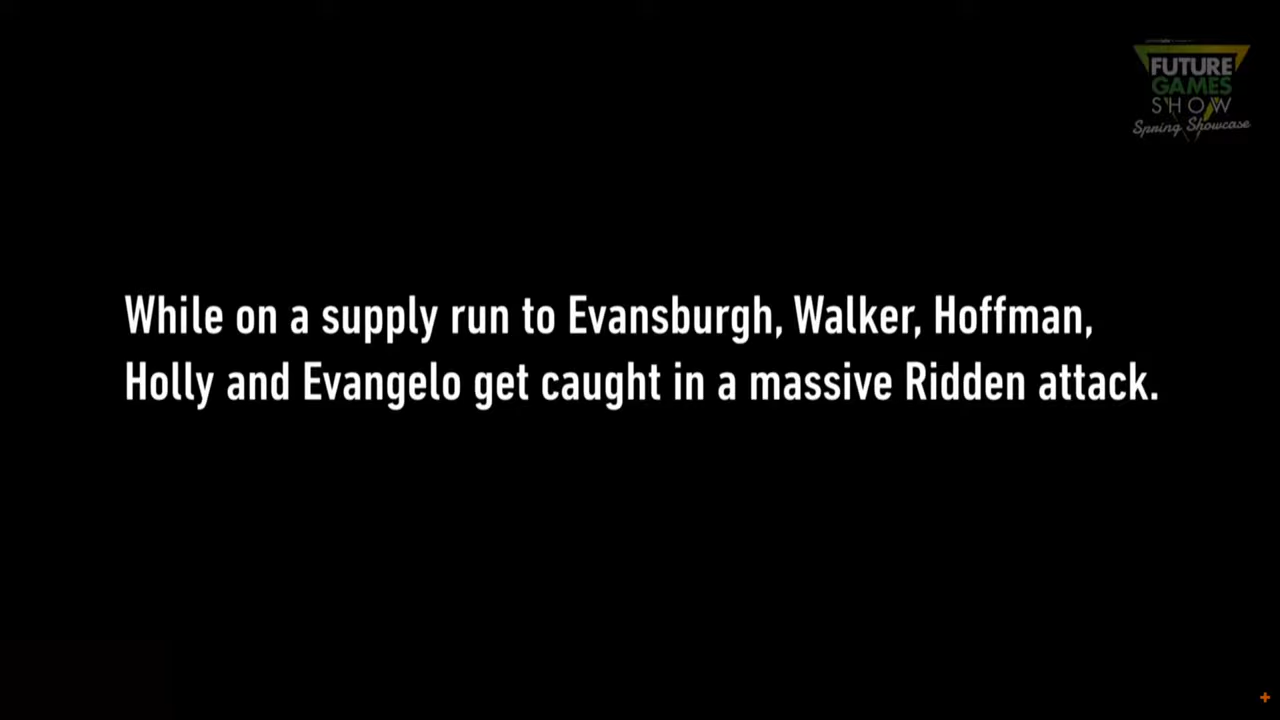 FUTURE
GAMES
SHOW
Spring Showcase
While on a supply run to Evansburgh, Walker, Hoffman,
Holly and Evangelo get caught in a massive Ridden attack.